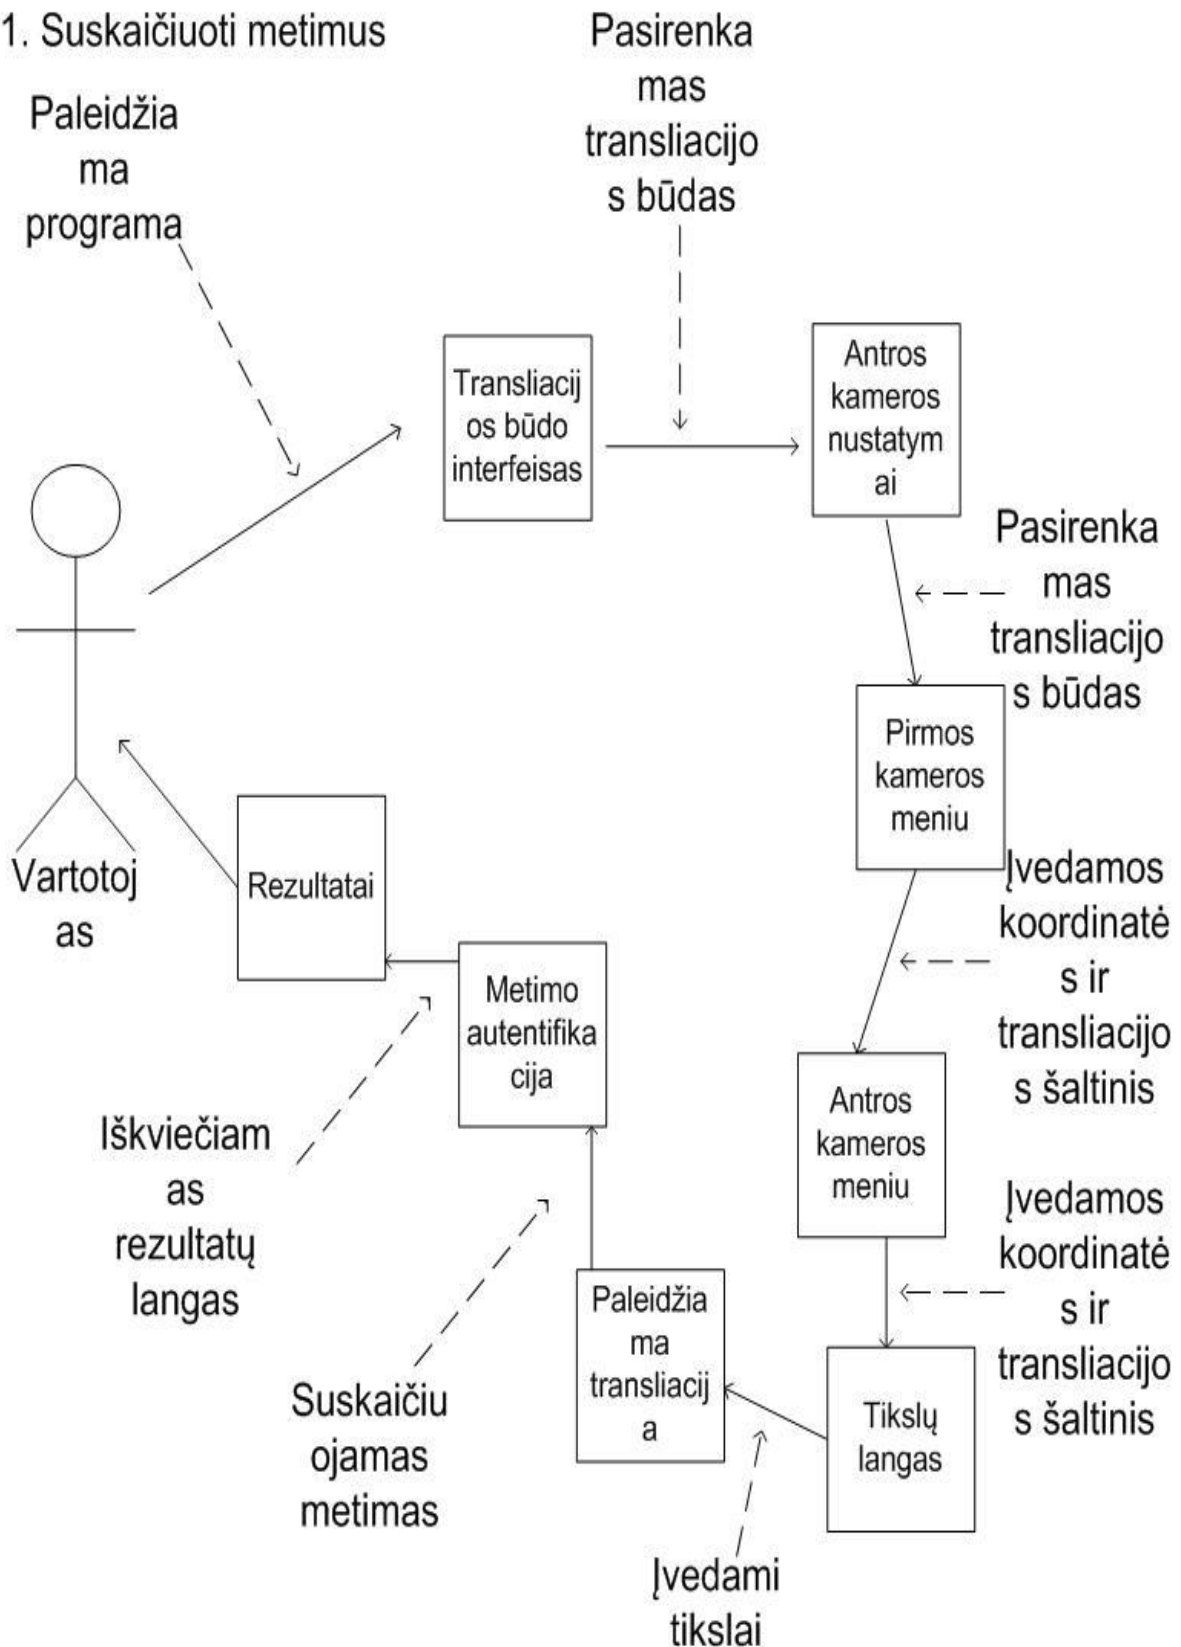 1. Suskaičiuoti metimus
Paleidžia
ma
programa
Pasirenka
mas
transliacijo
s būdas
Transliacij
os būdo
interfeisas
Antros
kameros
nustatym
ai
Pasirenka
mas
transliacijo
s būdas
Pirmos
kameros
meniu
Įvedamos
koordinatė
s ir
transliacijo
s šaltinis
Antros
kameros
meniu
Įvedamos
koordinatė
s ir
transliacijo
s šaltinis
Tikslų
langas
Įvedami
tikslai
Paleidžia
ma
transliacij
a
Suskaičiu
ojamas
metimas
Metimo
autentifika
cija
Iškviečiam
as
rezultatų
langas
Rezultatai
Vartotoj
as